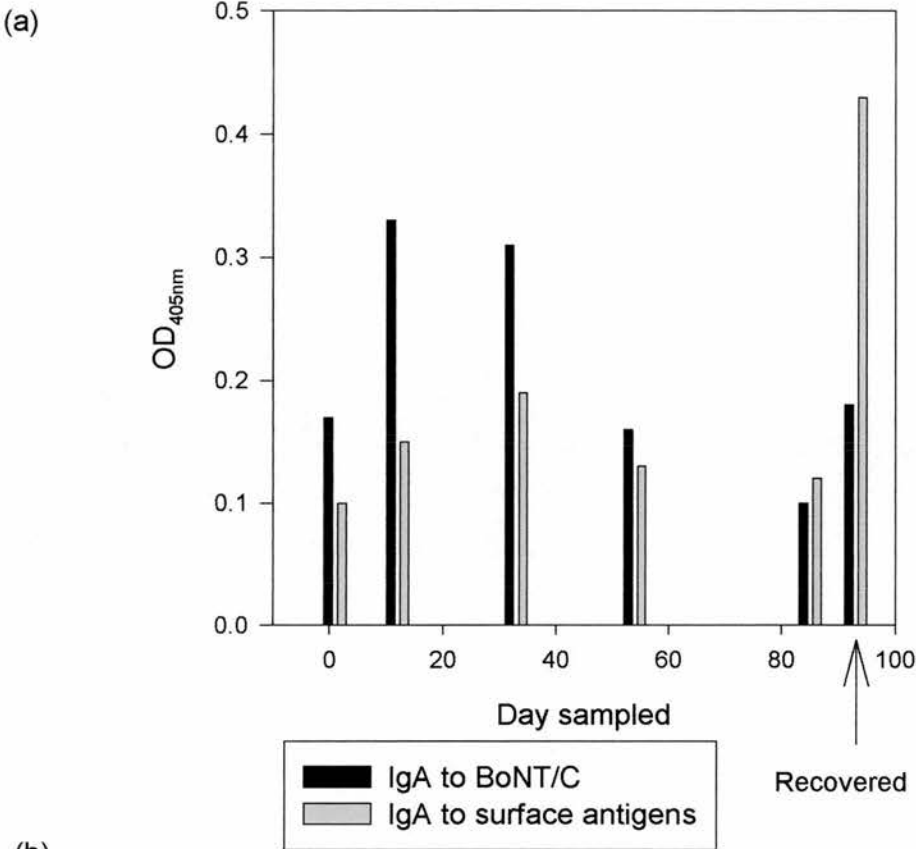 (a)
0.5
0.4
0.3
0.2
0.1
0.0
OD405nm
0 20 40 60 80 100
Day sampled
Recovered
IgA to BoNT/C
IgA to surface antigens
(b)